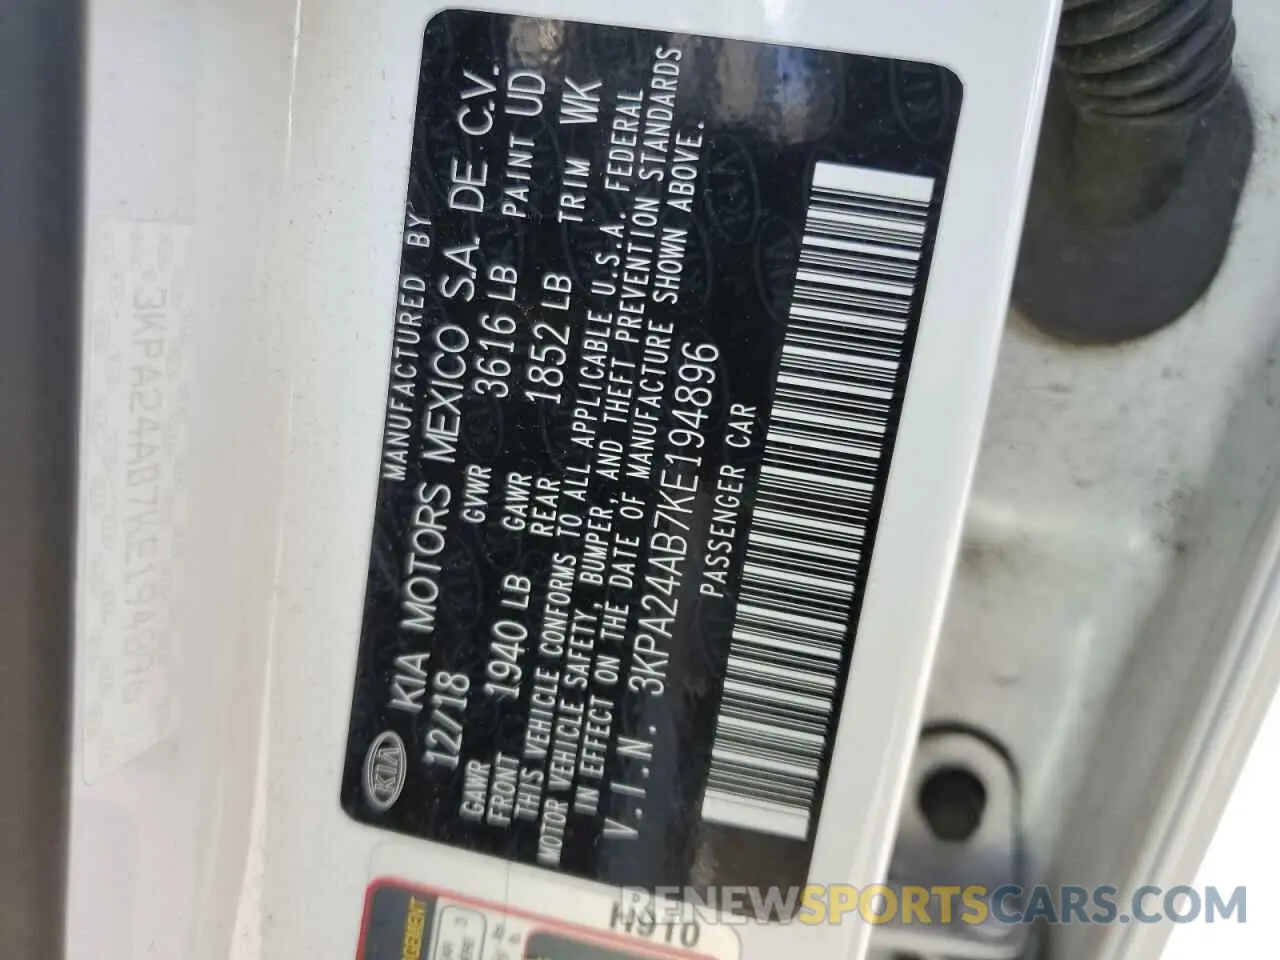 MANUFACTURED BY
KIA MOTORS MEXICO S.A. DE C.V.
KIA
12/18 GVWR 3616 LB PAINT UD
GAWR FRONT 1940 LB GAWR REAR 1852 LB TRIM WK
THIS VEHICLE CONFORMS TO ALL APPLICABLE U.S.A. FEDERAL
MOTOR VEHICLE SAFETY, BUMPER, AND THEFT PREVENTION STANDARDS
IN EFFECT ON THE DATE OF MANUFACTURE SHOWN ABOVE.
V.I.N. 3KPA24AB7KE194896
PASSENGER CAR
3KPA24AB7KE194896
H910
RENEWSPORTSCARS.COM